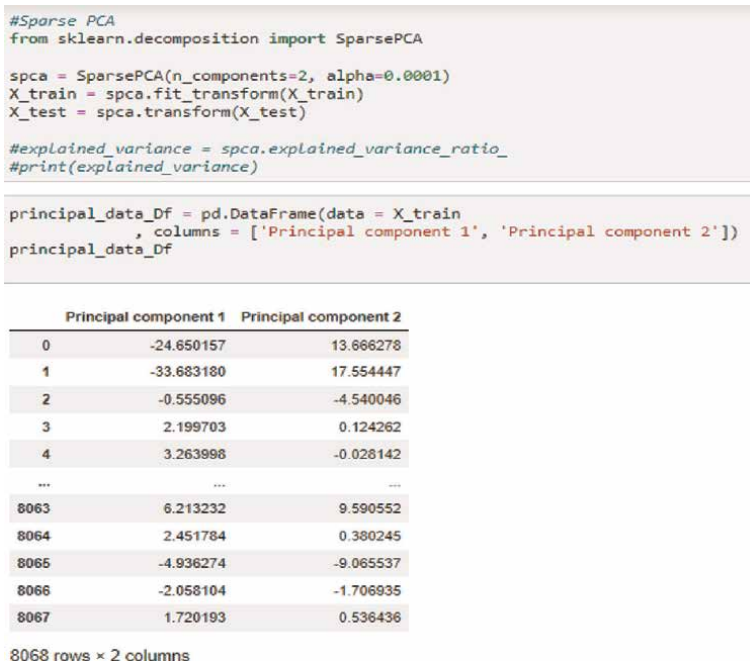 #Sparse PCA
from sklearn.decomposition import SparsePCA
spca = SparsePCA(n_components=2, alpha=0.0001)
X_train = spca.fit_transform(X_train)
X_test = spca.transform(X_test)
#explained_variance = spca.explained_variance_ratio_
#print(explained_variance)
principal_data_Df = pd.DataFrame(data = X_train
, columns = ['Principal component 1', 'Principal component 2'])
principal_data_Df
Principal component 1 Principal component 2
0 -24.650157 13.666278
1 -33.683180 17.554447
2 -0.555096 -4.540046
3 2.199703 0.124262
4 3.263998 -0.028142
... ... ...
8063 6.213232 9.590552
8064 2.451784 0.380245
8065 -4.936274 -9.065537
8066 -2.058104 -1.706935
8067 1.720193 0.536436
8068 rows × 2 columns